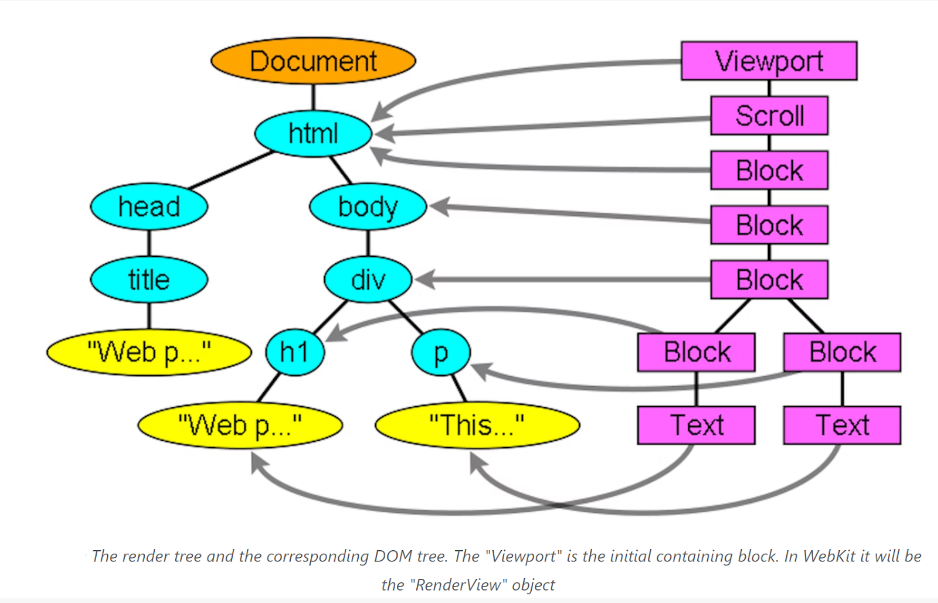 Document
Viewport
html
Scroll
Block
head
body
Block
title
div
Block
"Web p..."
h1
p
Block
Block
"Web p..."
"This..."
Text
Text
The render tree and the corresponding DOM tree. The "Viewport" is the initial containing block. In WebKit it will be
the "RenderView" object